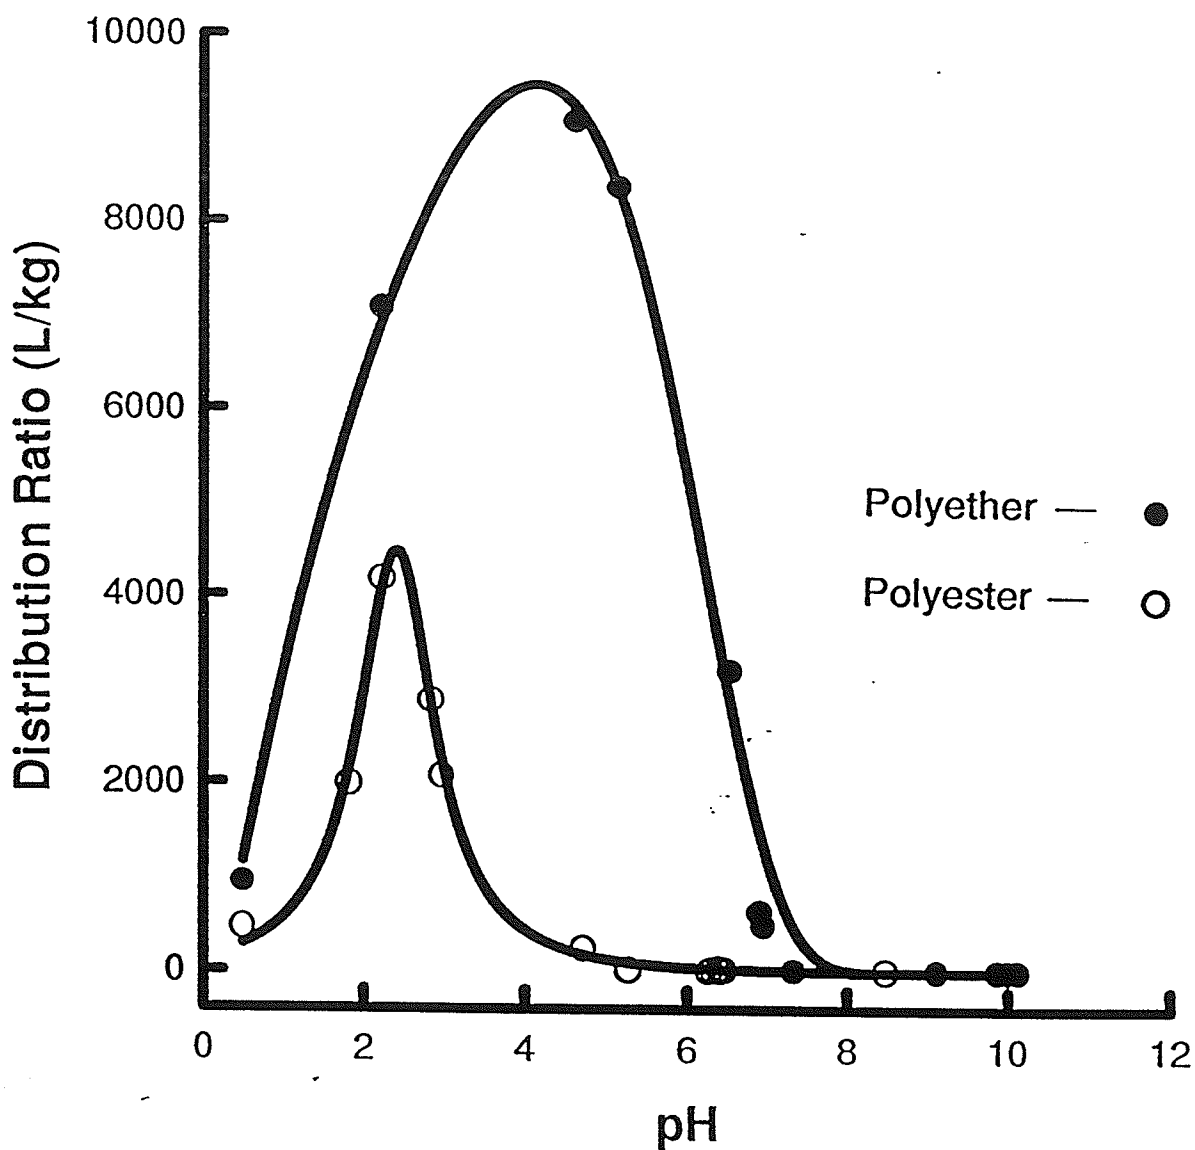 10000
8000
6000
4000
2000
0
Distribution Ratio (L/kg)
Polyether —
Polyester —
0 2 4 6 8 10 12
pH